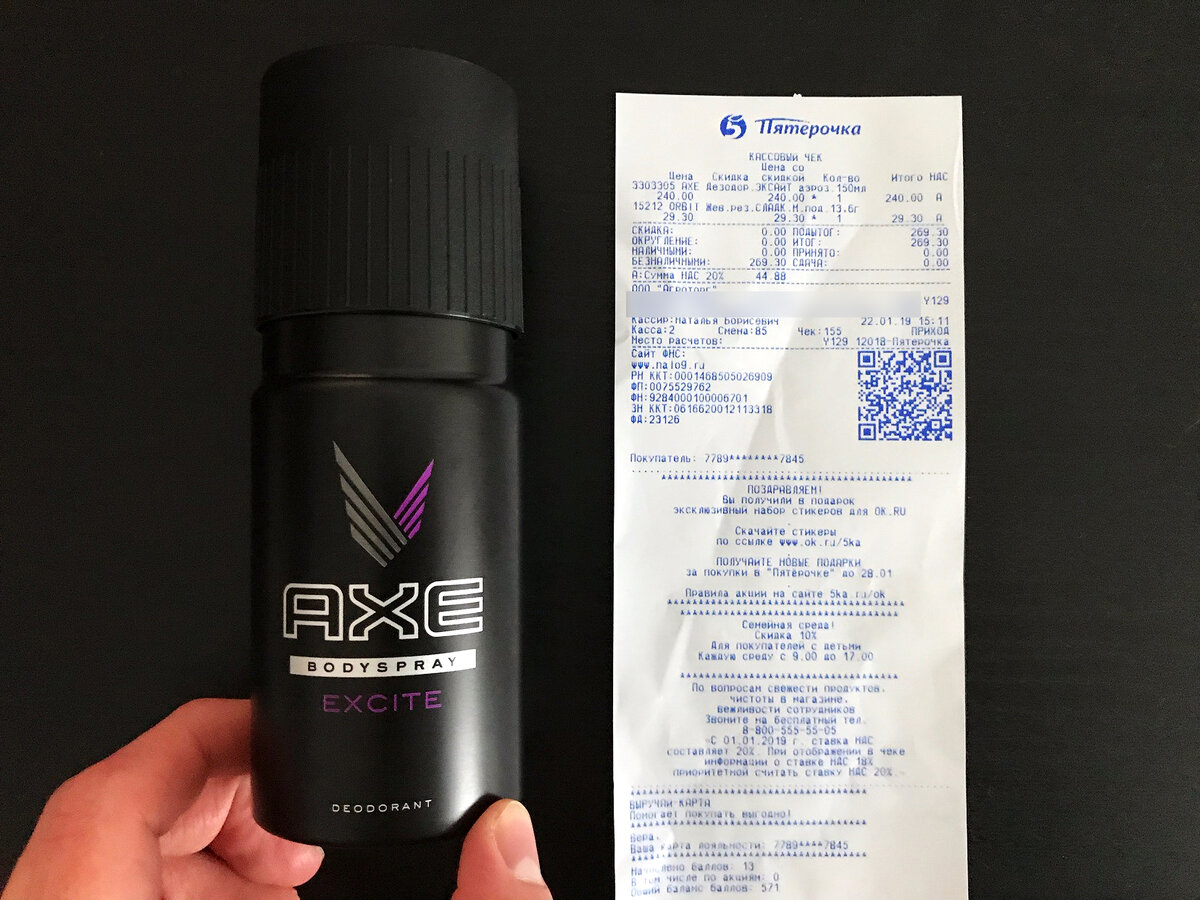 AXE
BODYSPRAY
EXCITE
DEODORANT
5 Пятёрочка
КАССОВЫЙ ЧЕК
Цена со
Цена Скидка скидкой Кол-во Итого НДС
3303305 AXE Дезодор.ЭКСАЙТ аэроз.150мл
240.00 240.00 * 1 240.00 А
15212 ORBIT Жев.рез.СЛАДК.М.под.13.6г
29.30 29.30 * 1 29.30 А
СКИДКА: 0.00 ПОДЫТОГ: 269.30
ОКРУГЛЕНИЕ: 0.00 ИТОГ: 269.30
НАЛИЧНЫМИ: 0.00 ПРИНЯТО: 0.00
БЕЗНАЛИЧНЫМИ: 269.30 СДАЧА: 0.00
А:Сумма НДС 20% 44.88
ООО "Агроторг"
Y129
Кассир:Наталья Борисевич 22.01.19 15:11
Касса:2 Смена:85 Чек:155 ПРИХОД
Место расчетов: Y129 12018-Пятерочка
Сайт ФНС:
www.nalog.ru
РН ККТ:0001468505026909
ФП:0075529762
ФН:9284000100006701
ЗН ККТ:0616620012113318
ФД:23126
Покупатель: 7789********7845
ПОЗДРАВЛЯЕМ!
Вы получили в подарок
эксклюзивный набор стикеров для OK.RU
Скачайте стикеры
по ссылке www.ok.ru/5ka
ПОЛУЧАЙТЕ НОВЫЕ ПОДАРКИ
за покупки в "Пятёрочке" до 28.01
Правила акции на сайте 5ka.ru/ok
Семейная среда!
Скидка 10%
Для покупателей с детьми
Каждую среду с 9.00 до 17.00
По вопросам свежести продуктов,
чистоты в магазине,
вежливости сотрудников
Звоните на бесплатный тел.
8-800-555-55-05
С 01.01.2019 г. ставка НДС
составляет 20%. При отображении в чеке
информации о ставке НДС 18%
приоритетной считать ставку НДС 20%.
ВЫРУЧАЙ-КАРТА
Помогает покупать выгодно!
Вера,
Ваша карта лояльности: 7789****7845
Начислено баллов: 13
В том числе по акциям: 0
Общий баланс баллов: 571